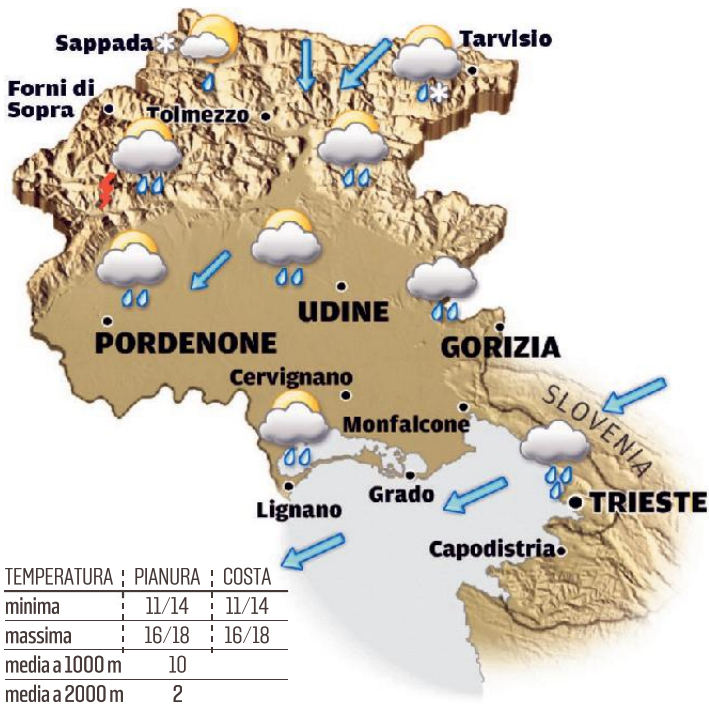 Sappada
Tarvisio
Forni di
Sopra
Tolmezzo
UDINE
PORDENONE
GORIZIA
Cervignano
SLOVENIA
Monfalcone
Lignano
Grado
TRIESTE
Capodistria
TEMPERATURA PIANURA COSTA
minima 11/14 11/14
massima 16/18 16/18
media a 1000 m 10
media a 2000 m 2